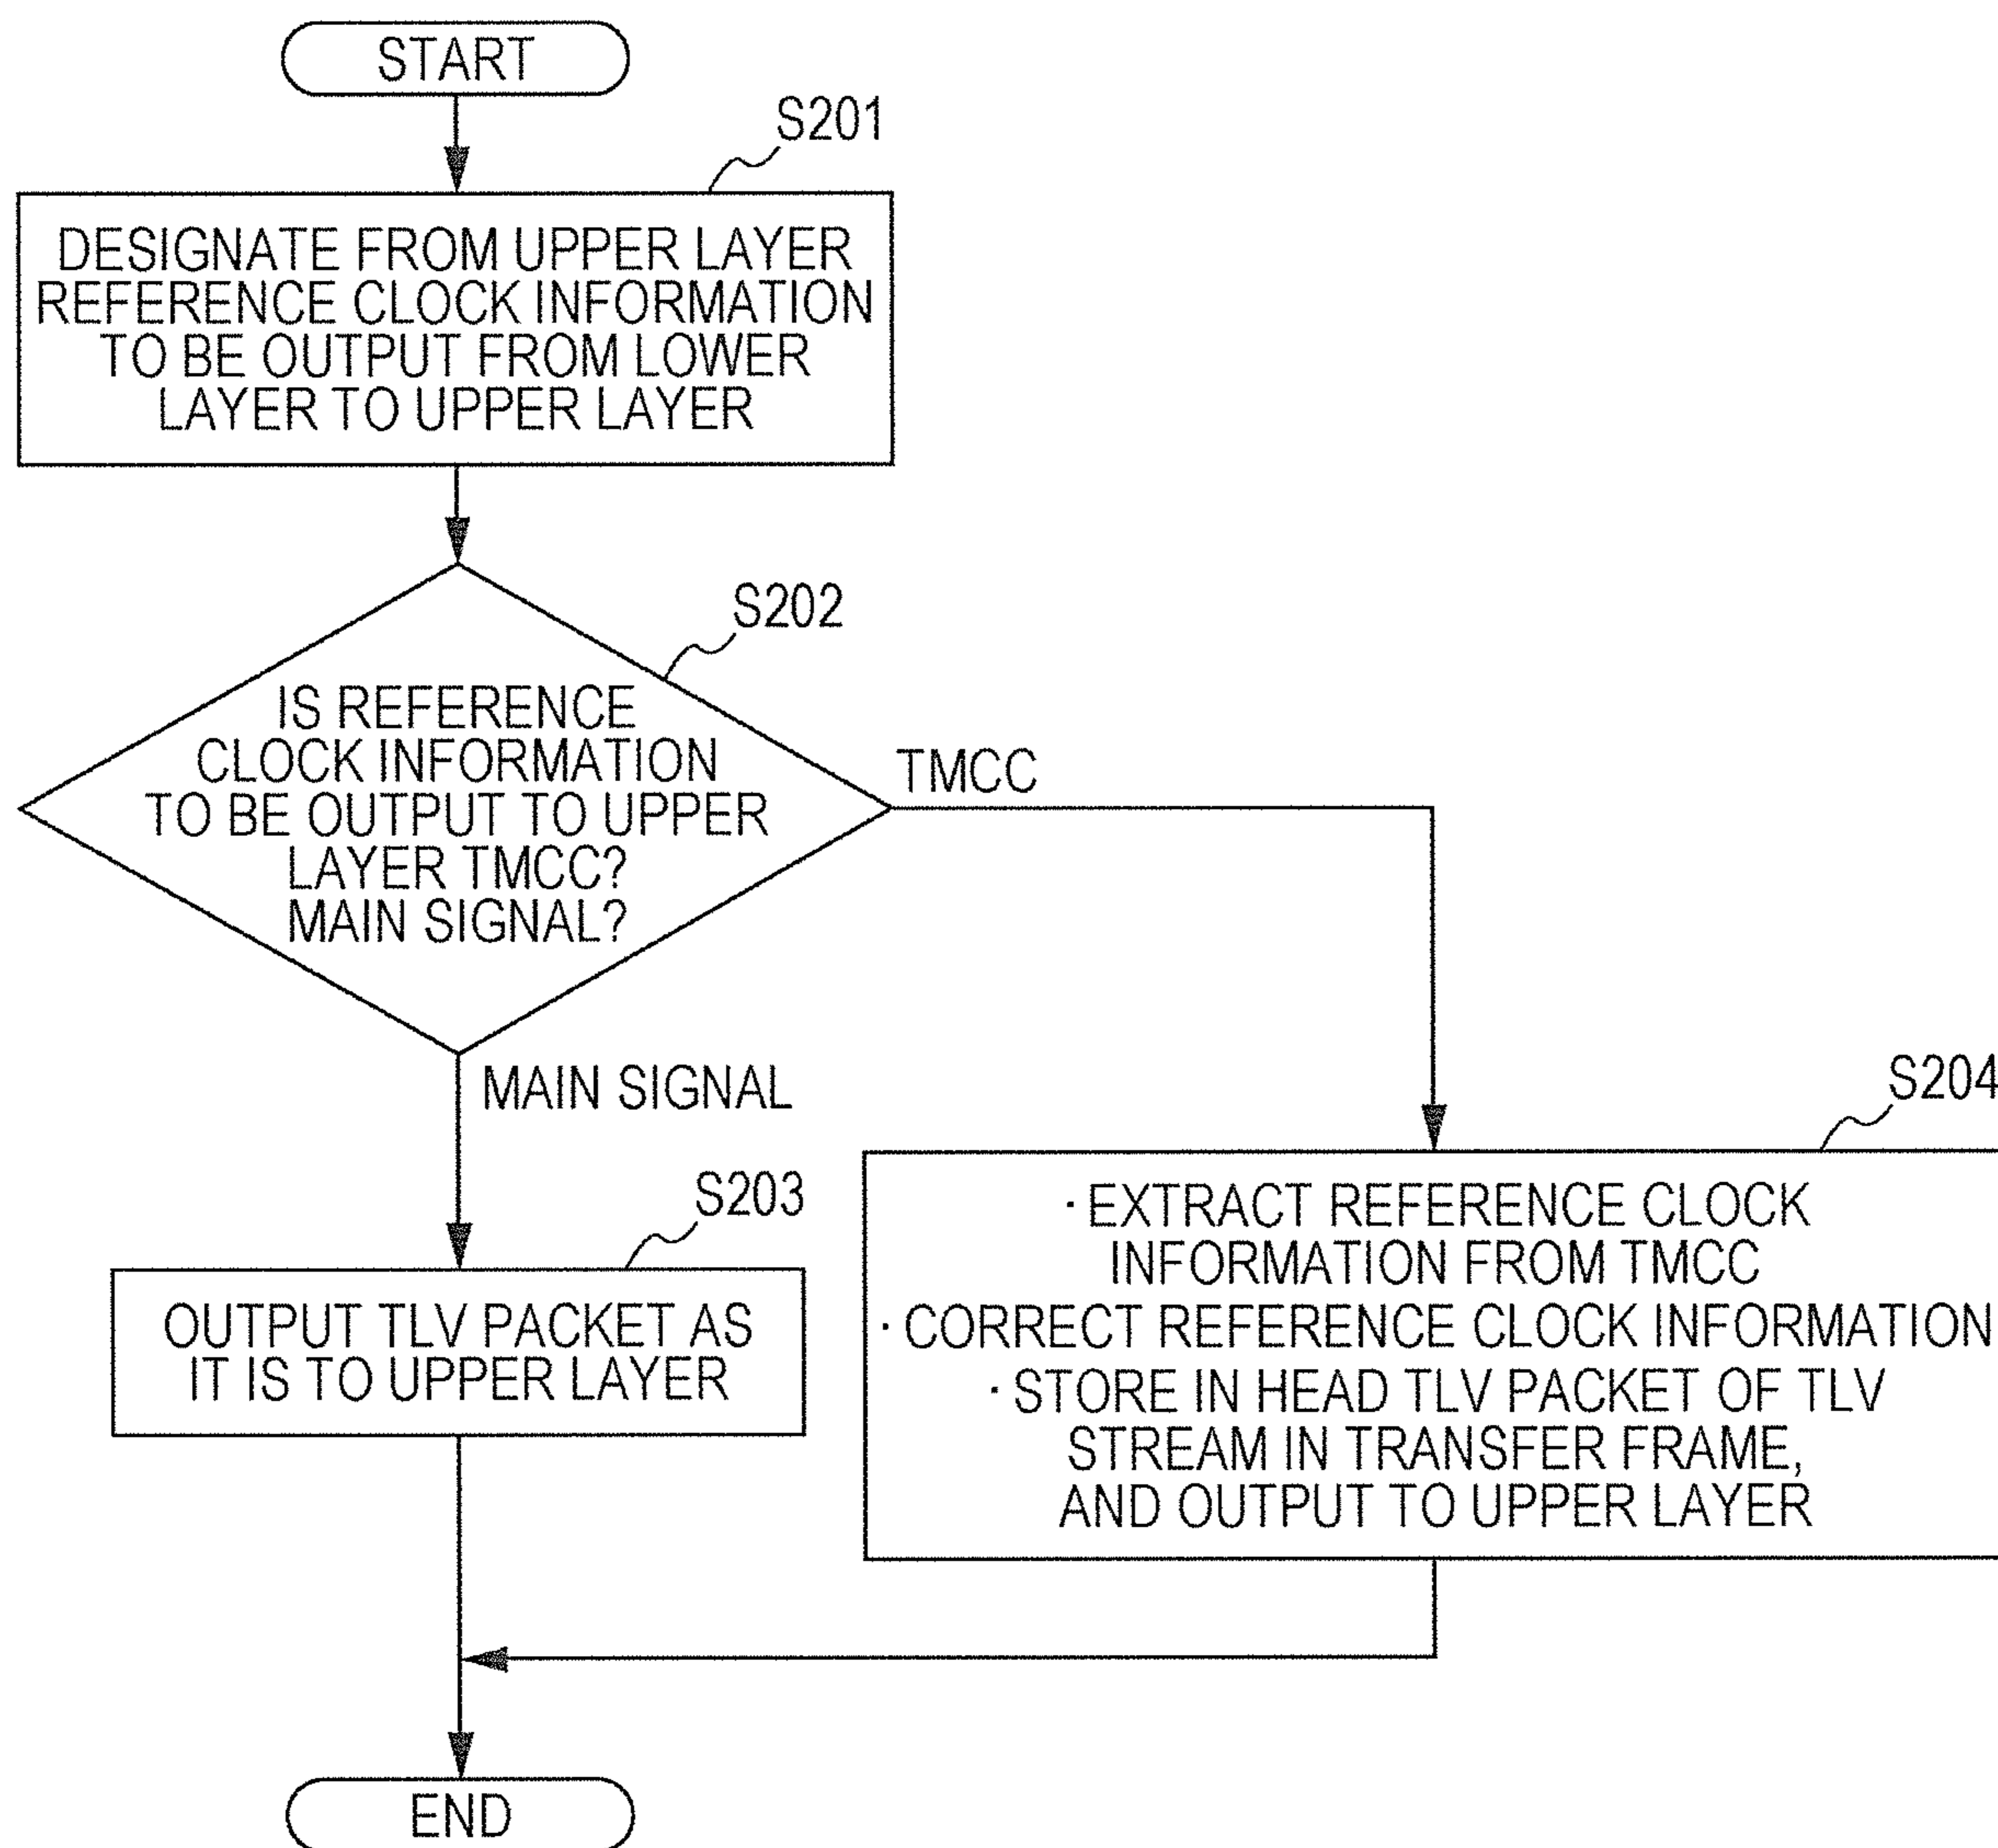 START
S201
DESIGNATE FROM UPPER LAYER
REFERENCE CLOCK INFORMATION
TO BE OUTPUT FROM LOWER
LAYER TO UPPER LAYER
S202
IS REFERENCE
CLOCK INFORMATION
TO BE OUTPUT TO UPPER
LAYER TMCC?
MAIN SIGNAL?
TMCC
MAIN SIGNAL
S203
OUTPUT TLV PACKET AS
IT IS TO UPPER LAYER
S204
· EXTRACT REFERENCE CLOCK
INFORMATION FROM TMCC
· CORRECT REFERENCE CLOCK INFORMATION
· STORE IN HEAD TLV PACKET OF TLV
STREAM IN TRANSFER FRAME,
AND OUTPUT TO UPPER LAYER
END